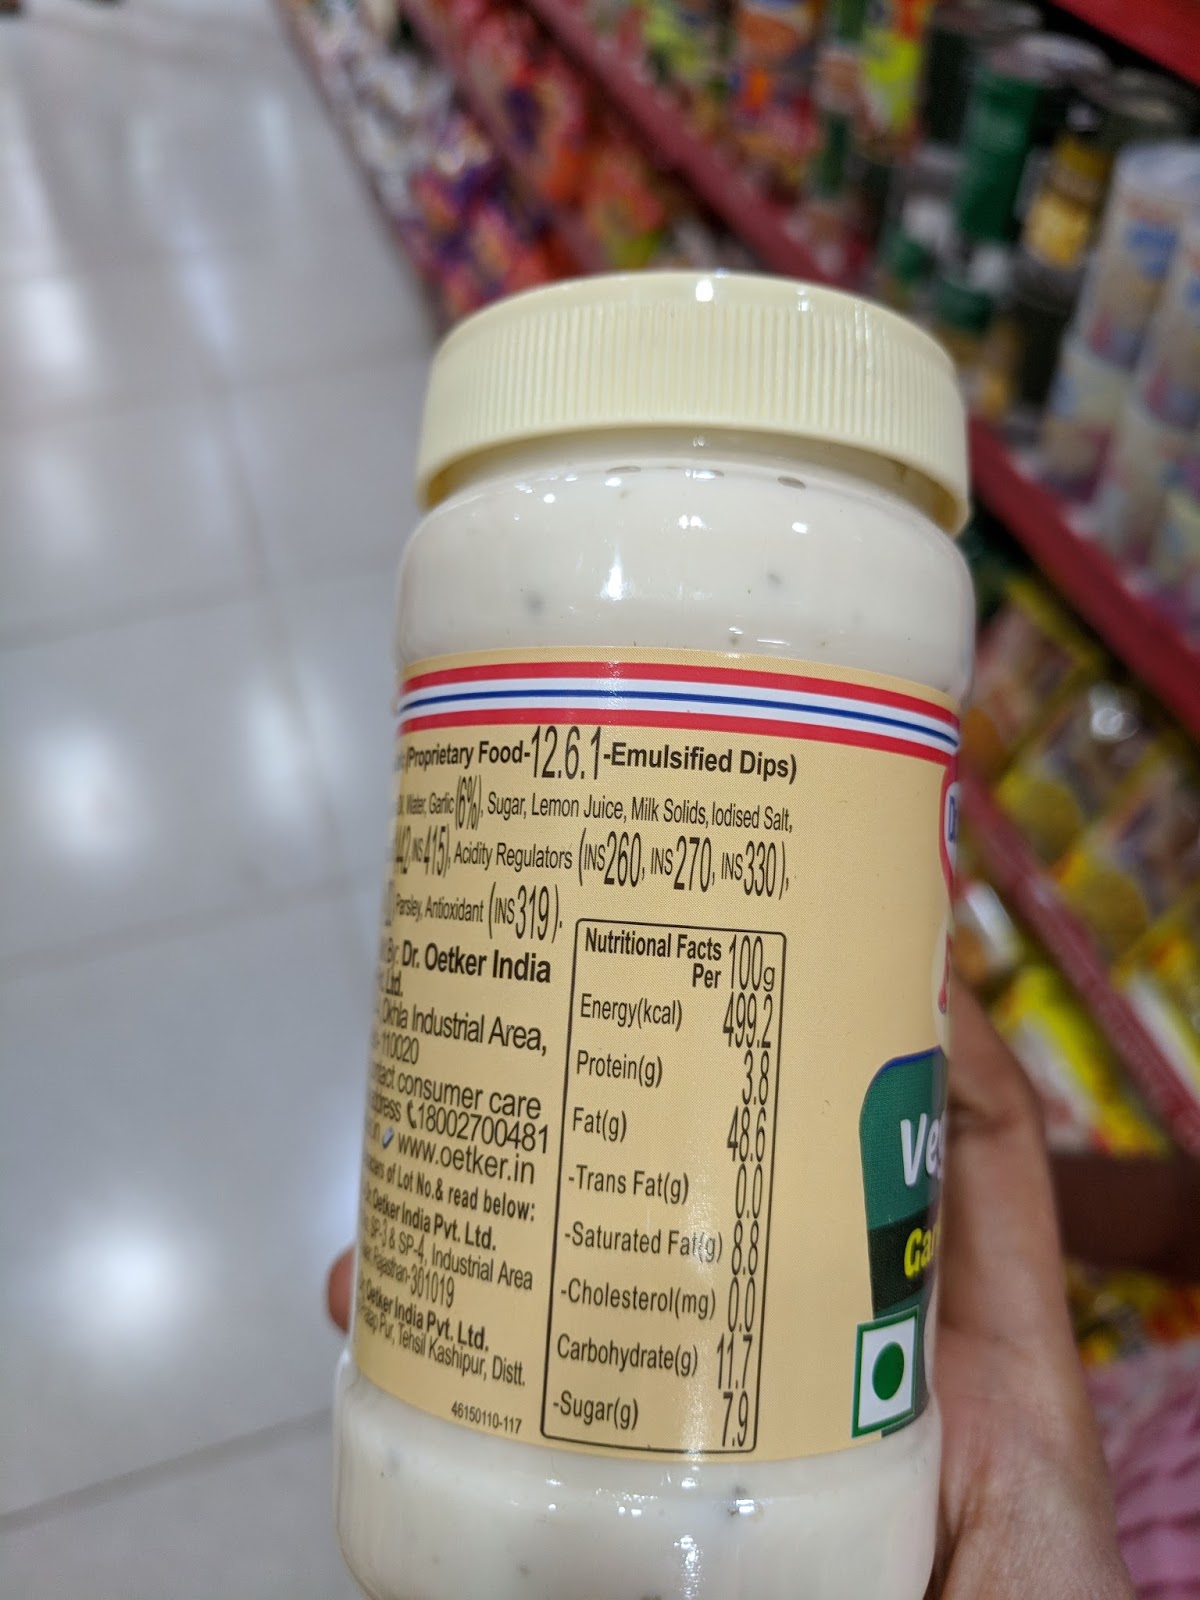 (Proprietary Food-12.6.1-Emulsified Dips)
Water, Garlic (6%), Sugar, Lemon Juice, Milk Solids, Iodised Salt,
INS415), Acidity Regulators (INS260, INS270, INS330),
Parsley, Antioxidant (INS319).
By: Dr. Oetker India
Ltd.
Okhla Industrial Area,
110020
consumer care
18002700481
www.oetker.in
of Lot No.& read below:
Oetker India Pvt. Ltd.
SP-3 & SP-4, Industrial Area
Rajasthan-301019
Oetker India Pvt. Ltd.
Pur, Tehsil Kashipur, Distt.
46150110-117
Nutritional Facts
Per 100g
Energy(kcal) 499.2
Protein(g) 3.8
Fat(g) 48.6
-Trans Fat(g) 0.0
-Saturated Fat(g) 8.8
-Cholesterol(mg) 0.0
Carbohydrate(g) 11.7
-Sugar(g) 7.9